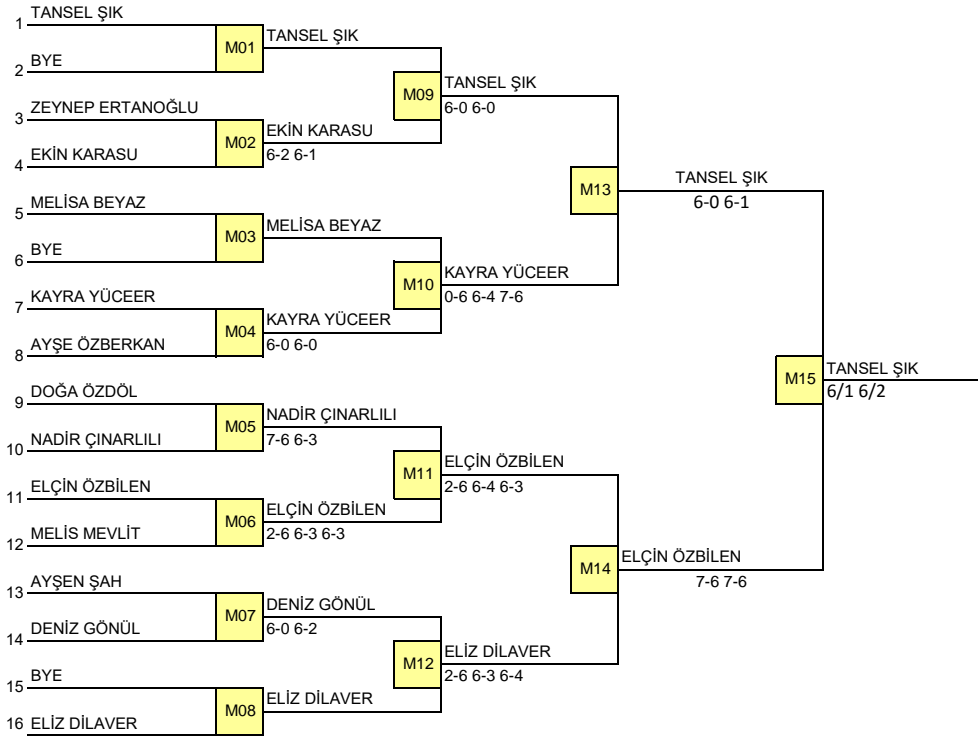 1 TANSEL ŞIK
M01 TANSEL ŞIK
2 BYE
M09 TANSEL ŞIK
6-0 6-0
3 ZEYNEP ERTANOĞLU
M02 EKİN KARASU
6-2 6-1
4 EKİN KARASU
M13 TANSEL ŞIK
6-0 6-1
5 MELİSA BEYAZ
M03 MELİSA BEYAZ
6 BYE
M10 KAYRA YÜCEER
0-6 6-4 7-6
7 KAYRA YÜCEER
M04 KAYRA YÜCEER
6-0 6-0
8 AYŞE ÖZBERKAN
M15 TANSEL ŞIK
6/1 6/2
9 DOĞA ÖZDÖL
M05 NADİR ÇINARLILI
7-6 6-3
10 NADİR ÇINARLILI
M11 ELÇİN ÖZBİLEN
2-6 6-4 6-3
11 ELÇİN ÖZBİLEN
M06 ELÇİN ÖZBİLEN
2-6 6-3 6-3
12 MELİS MEVLİT
M14 ELÇİN ÖZBİLEN
7-6 7-6
13 AYŞEN ŞAH
M07 DENİZ GÖNÜL
6-0 6-2
14 DENİZ GÖNÜL
M12 ELİZ DİLAVER
2-6 6-3 6-4
15 BYE
M08 ELİZ DİLAVER
16 ELİZ DİLAVER